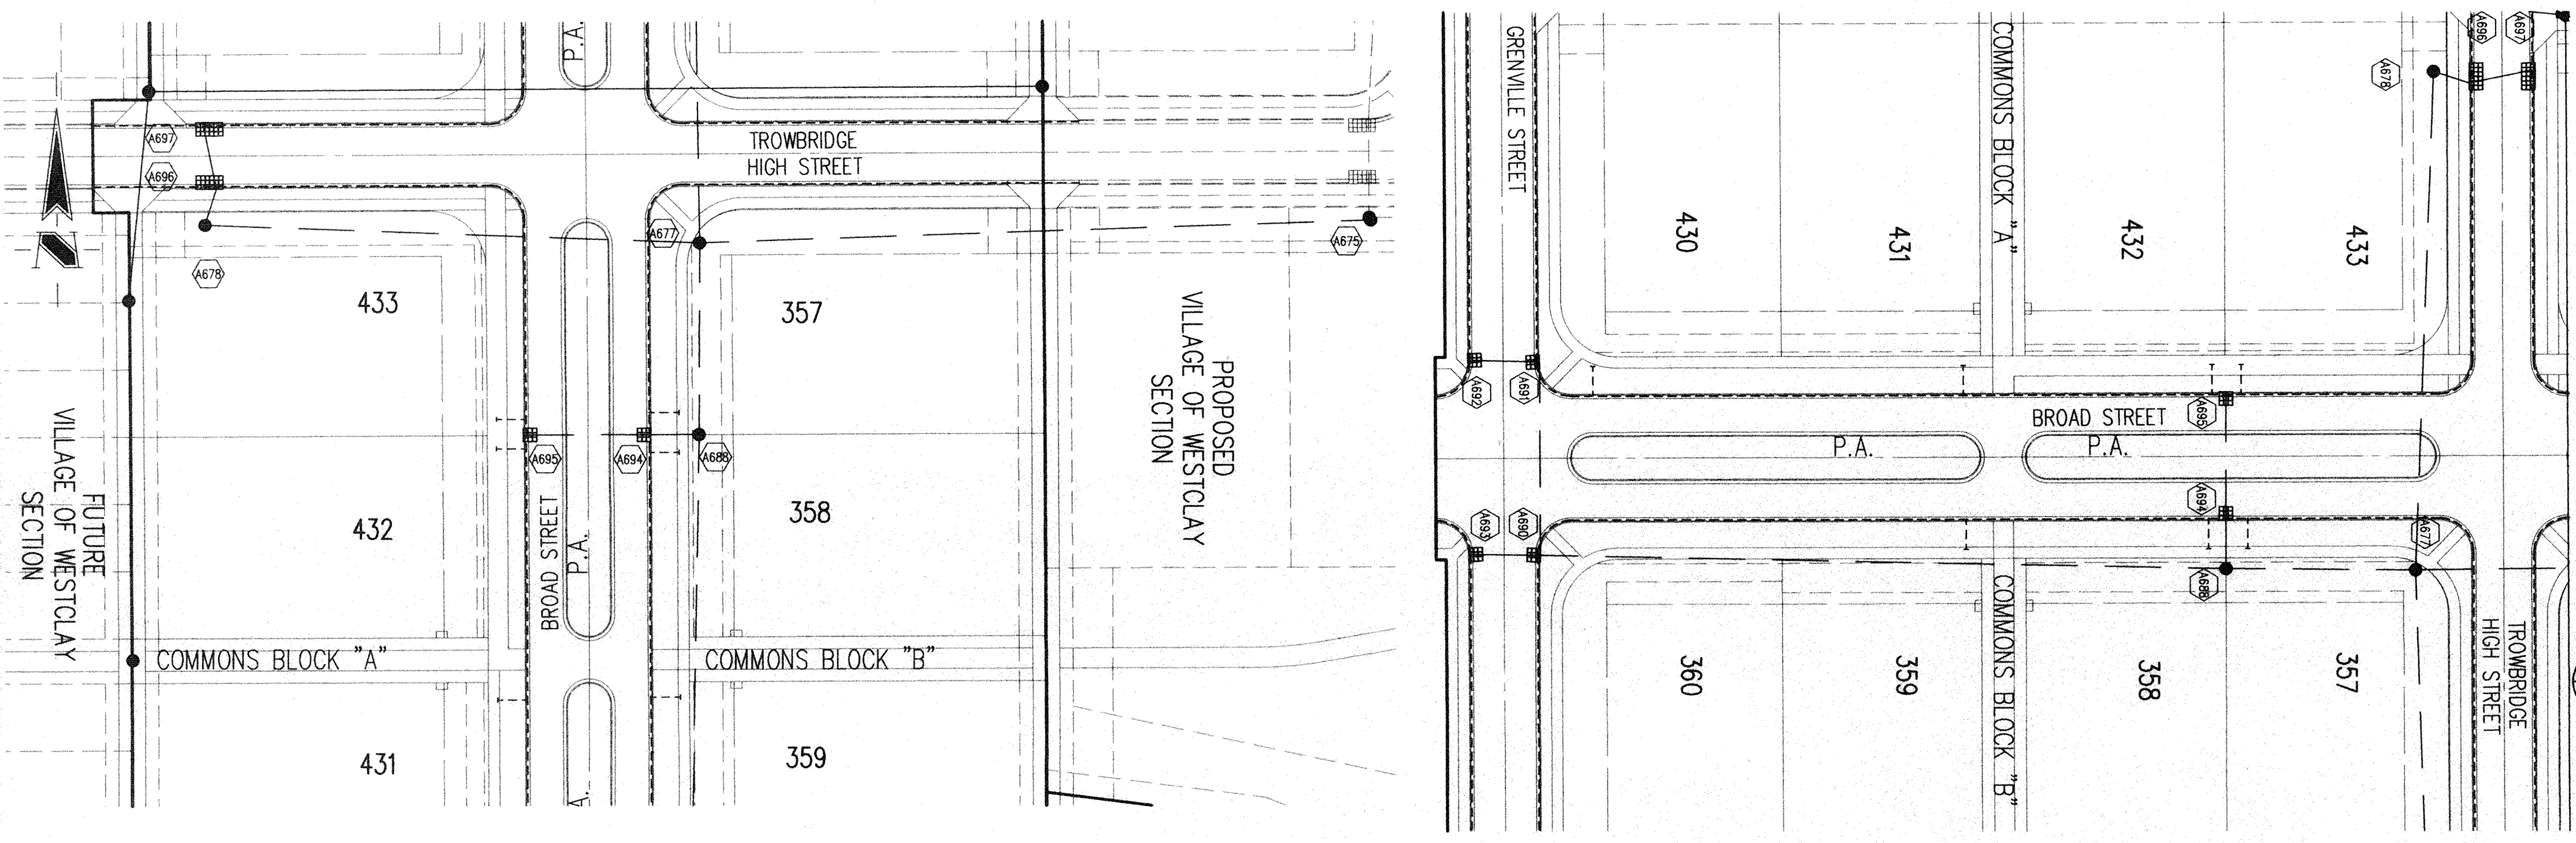 P.A.
A697
A696
TROWBRIDGE
HIGH STREET
N
A677
A675
A678
433
357
PROPOSED
VILLAGE OF WESTCLAY
SECTION
FUTURE
VILLAGE OF WESTCLAY
SECTION
A695
A694
A688
BROAD STREET
P.A.
432
358
COMMONS BLOCK "A"
COMMONS BLOCK "B"
431
359
A.
GRENVILLE STREET
COMMONS BLOCK "A"
A696
A697
A678
430
431
432
433
A692
A691
A695
BROAD STREET
P.A.
P.A.
A693
A690
A694
A677
A688
360
359
COMMONS BLOCK "B"
358
357
TROWBRIDGE
HIGH STREET